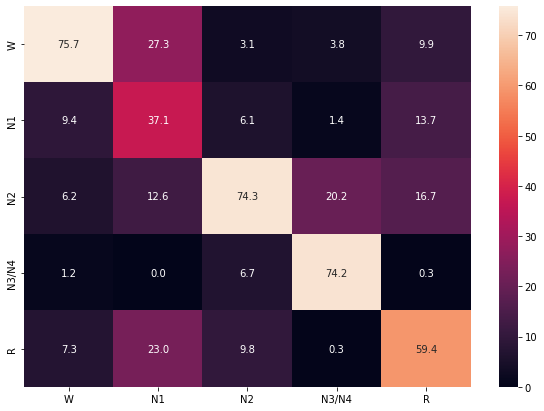 W 75.7 27.3 3.1 3.8 9.9
N1 9.4 37.1 6.1 1.4 13.7
N2 6.2 12.6 74.3 20.2 16.7
N3/N4 1.2 0.0 6.7 74.2 0.3
R 7.3 23.0 9.8 0.3 59.4
W N1 N2 N3/N4 R
70
60
50
40
30
20
10
0